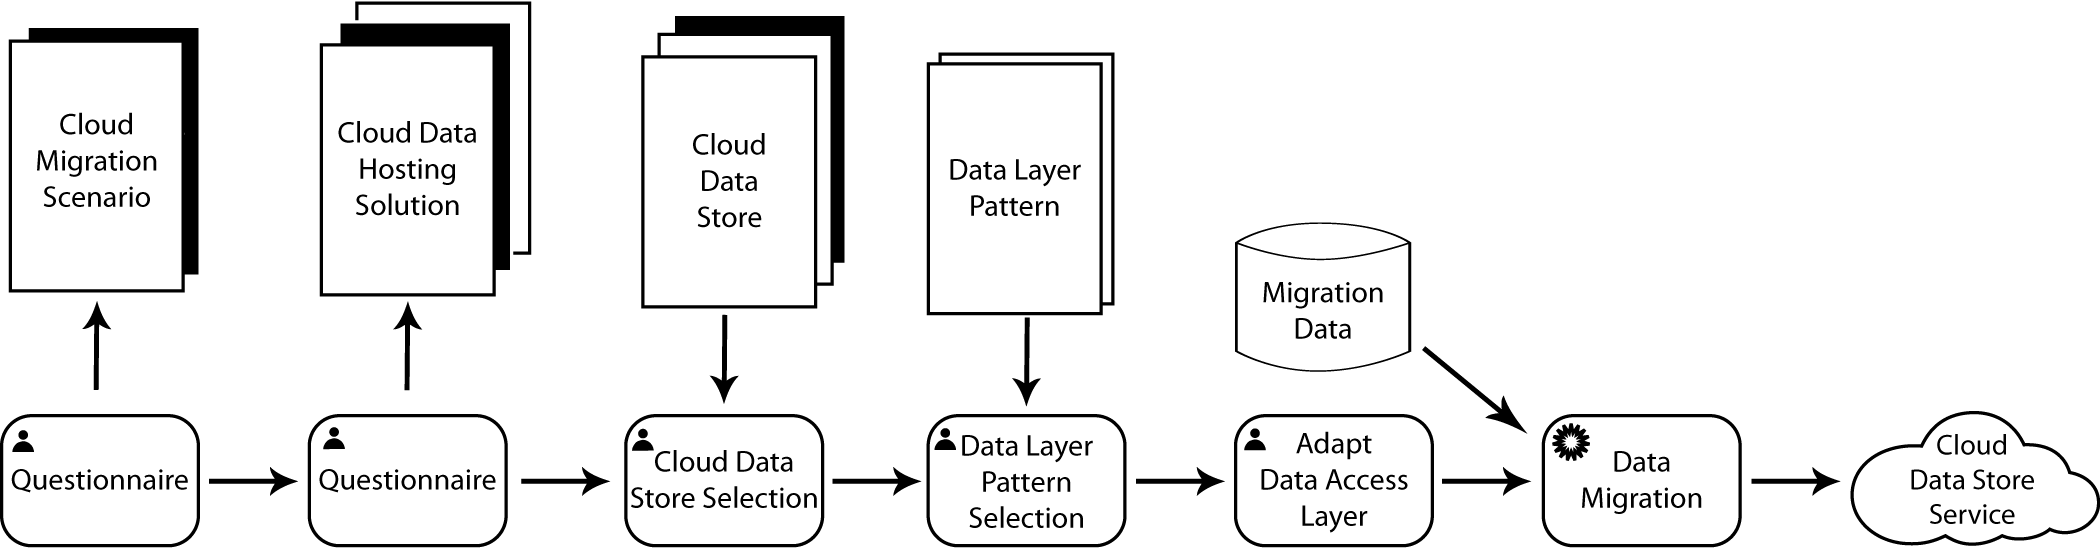 Cloud
Migration
Scenario
Cloud Data
Hosting
Solution
Cloud
Data
Store
Data Layer
Pattern
Migration
Data
Questionnaire
Questionnaire
Cloud Data
Store Selection
Data Layer
Pattern
Selection
Adapt
Data Access
Layer
Data
Migration
Cloud
Data Store
Service